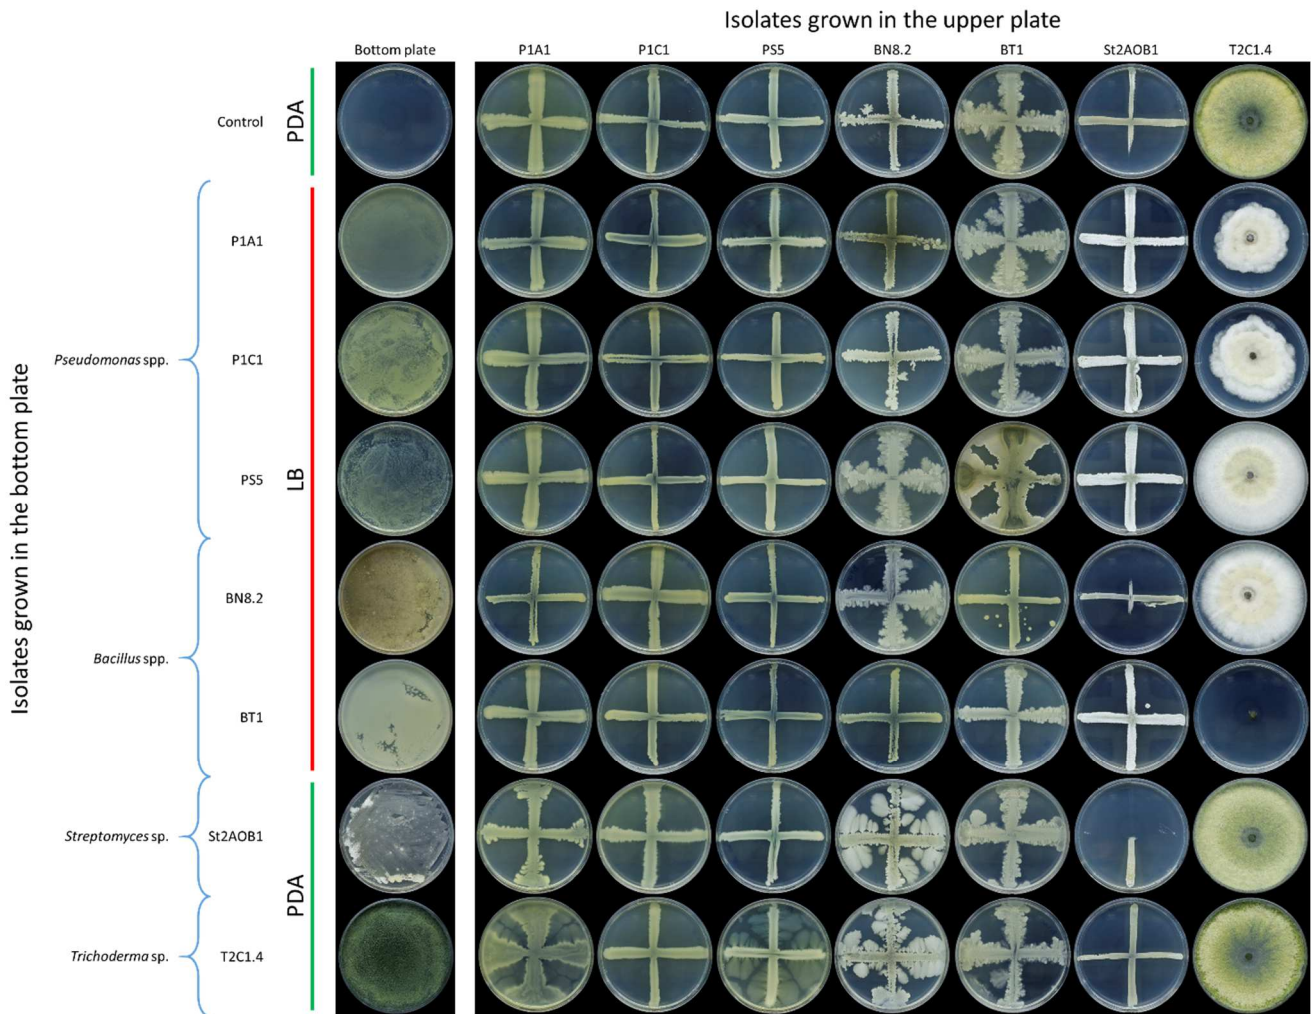 Isolates grown in the upper plate
Bottom plate P1A1 P1C1 PS5 BN8.2 BT1 St2AOB1 T2C1.4
Control PDA
P1A1
Pseudomonas spp. P1C1
PS5 LB
BN8.2
Bacillus spp.
BT1
Streptomyces sp. St2AOB1
PDA
Trichoderma sp. T2C1.4
Isolates grown in the bottom plate